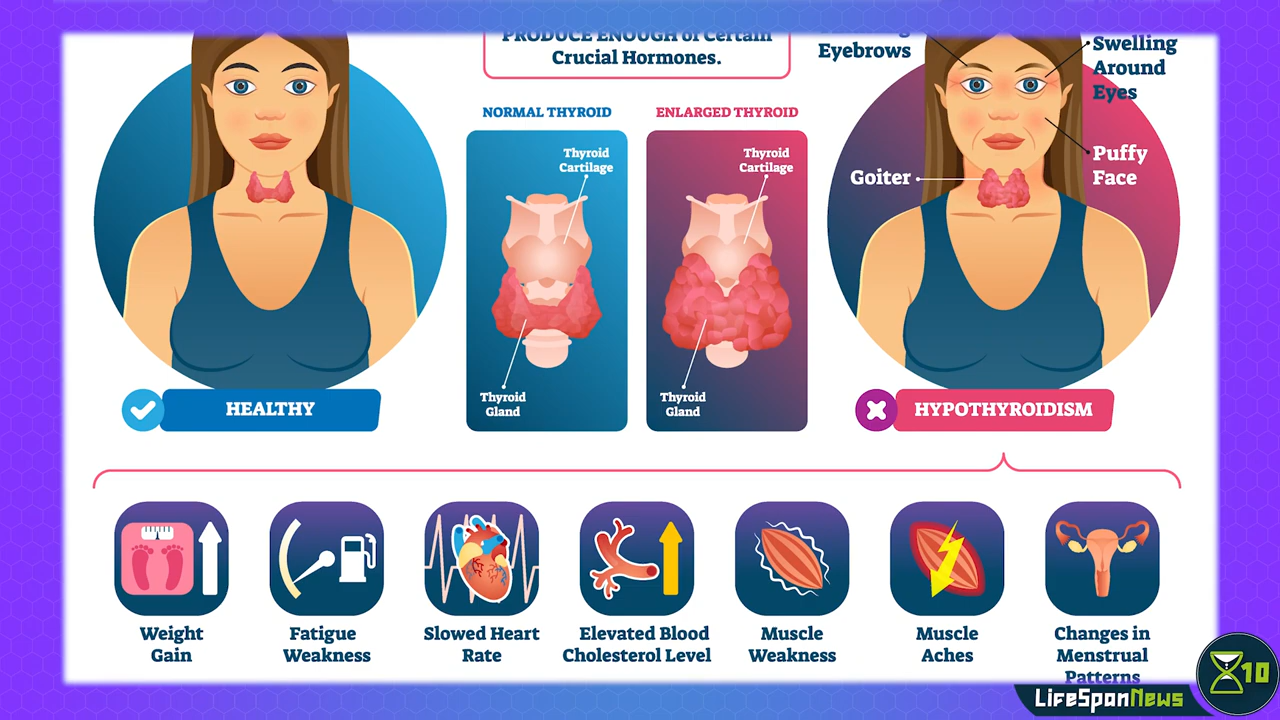 PRODUCE ENOUGH of Certain
Crucial Hormones.
Eyebrows
Swelling
Around
Eyes
Puffy
Face
Goiter
NORMAL THYROID
ENLARGED THYROID
Thyroid
Cartilage
Thyroid
Cartilage
Thyroid
Gland
Thyroid
Gland
HEALTHY
HYPOTHYROIDISM
Weight
Gain
Fatigue
Weakness
Slowed Heart
Rate
Elevated Blood
Cholesterol Level
Muscle
Weakness
Muscle
Aches
Changes in
Menstrual
Patterns
10
LifeSpanNews